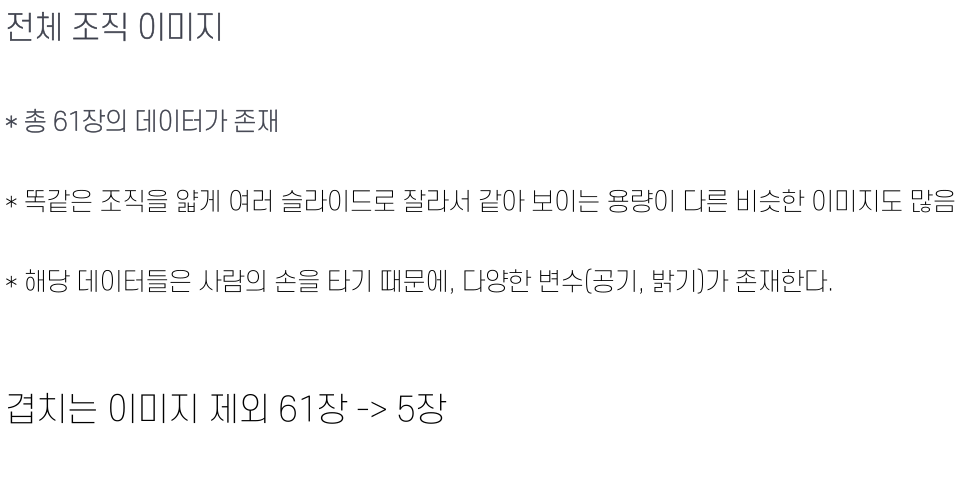 전체 조직 이미지
* 총 61장의 데이터가 존재
* 똑같은 조직을 얇게 여러 슬라이드로 잘라서 같아 보이는 용량이 다른 비슷한 이미지도 많음
* 해당 데이터들은 사람의 손을 타기 때문에, 다양한 변수(공기, 밝기)가 존재한다.
겹치는 이미지 제외 61장 -> 5장